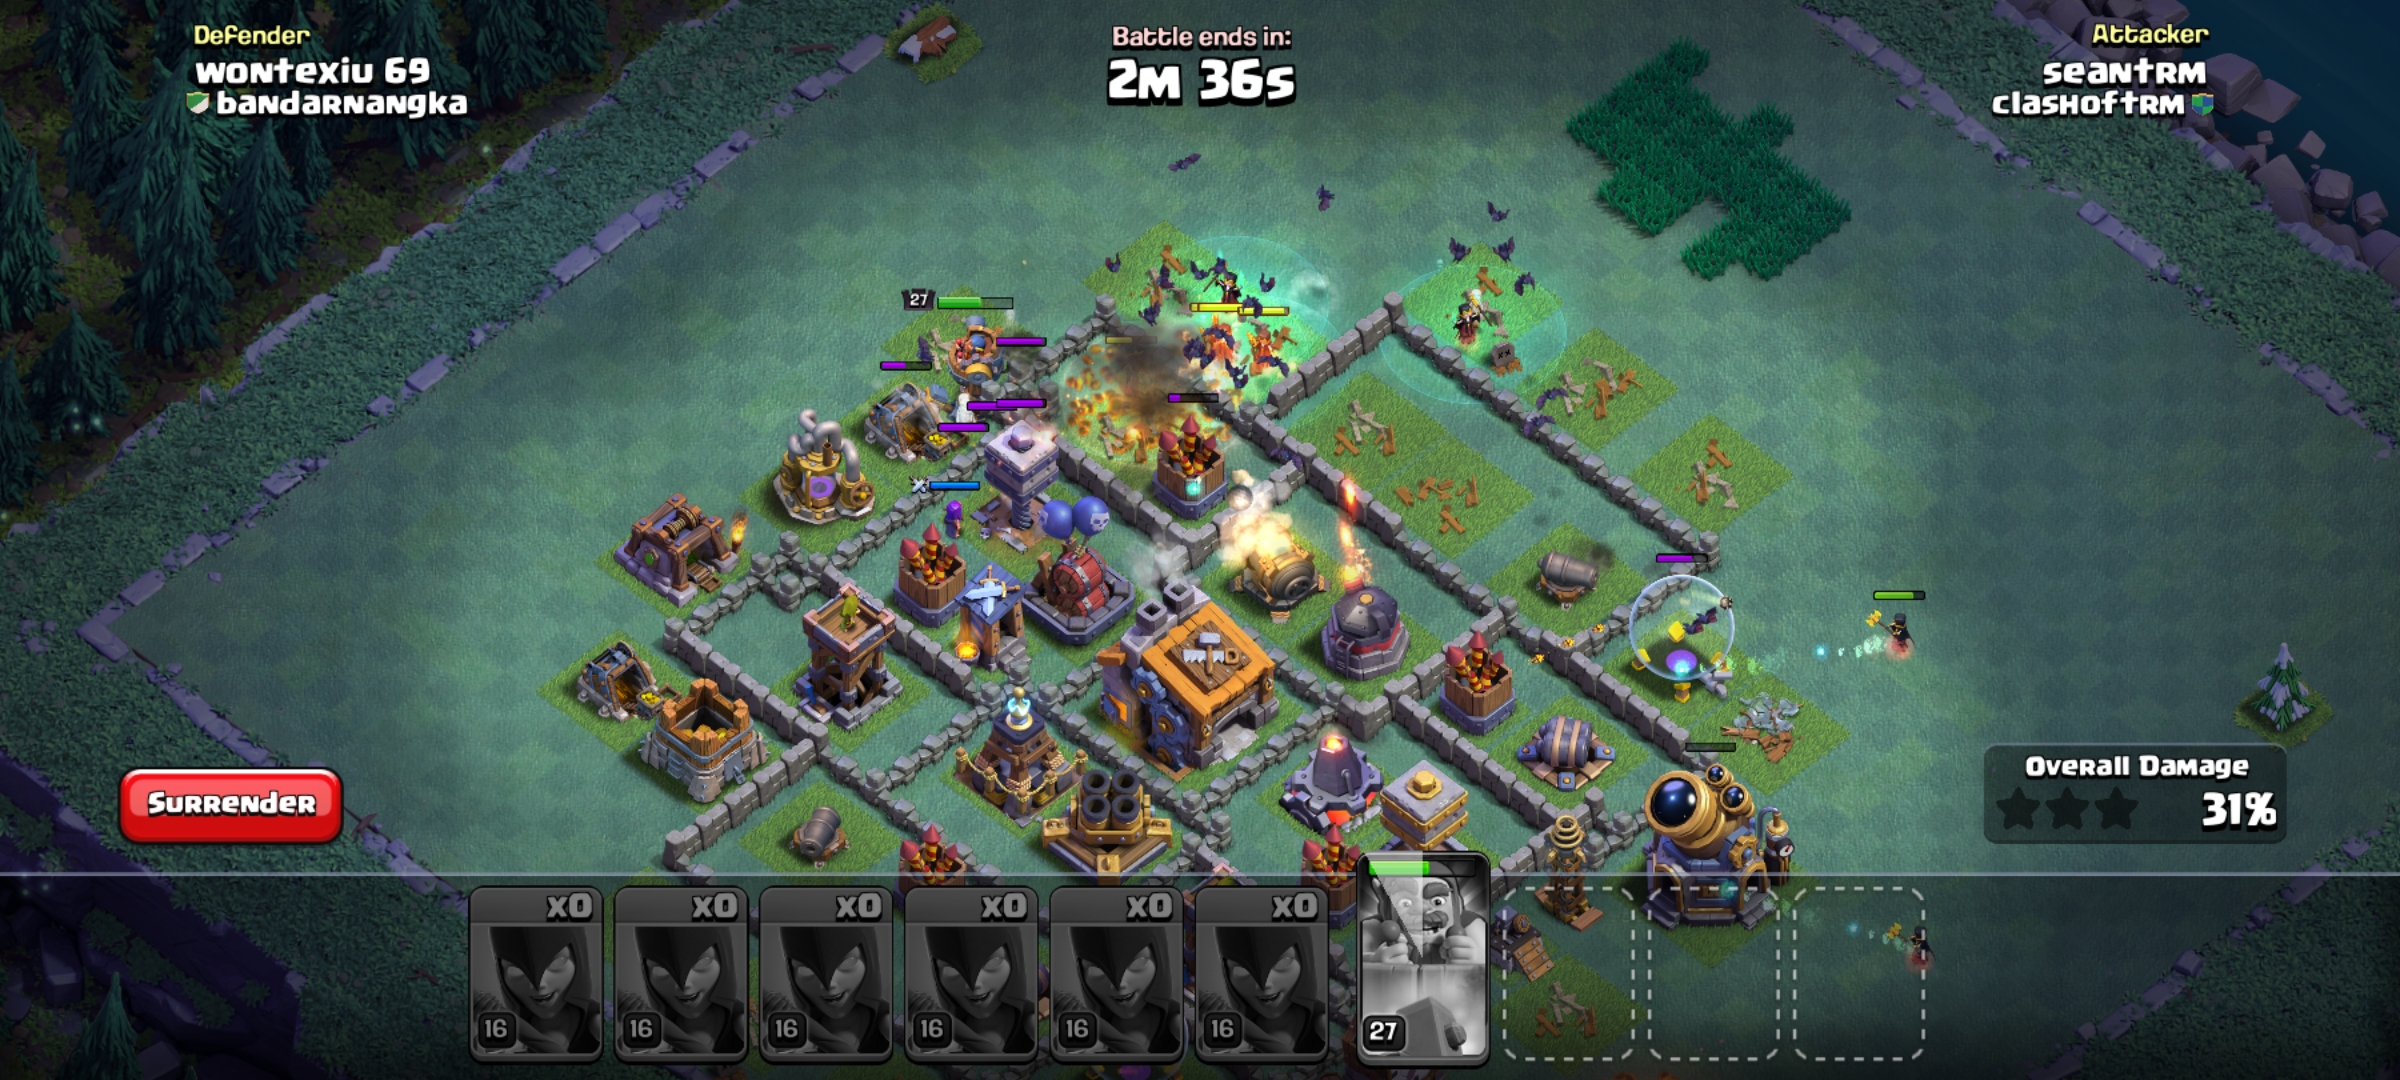 Defender
wontexiu 69
bandarnangka
Battle ends in:
2m 36s
Attacker
seantrm
clashoftrm
27
Surrender
Overall Damage
31%
x0
x0
x0
x0
x0
x0
16
16
16
16
16
16
27